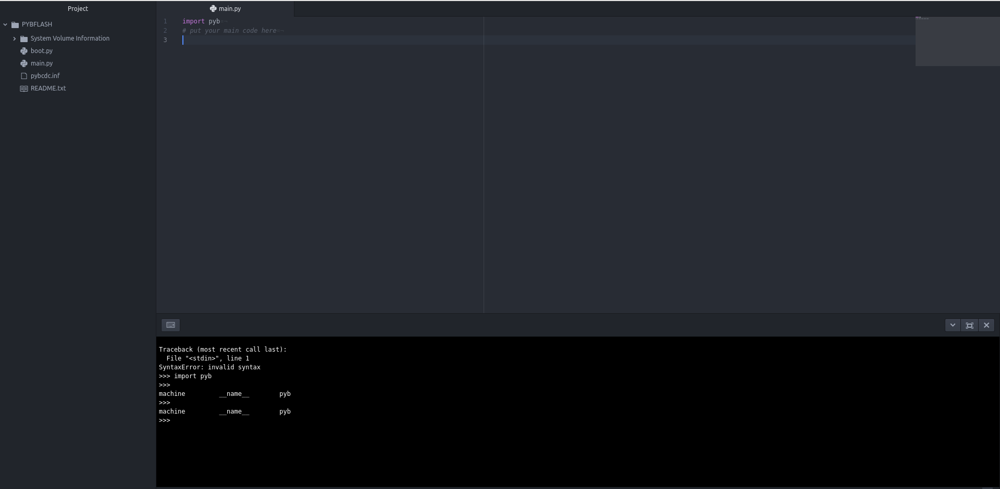 Project
main.py
PYBFLASH
System Volume Information
boot.py
main.py
pybcdc.inf
README.txt
1 import pyb¤¬
2 # put your main code here¤¬
3
Traceback (most recent call last):
  File "<stdin>", line 1
SyntaxError: invalid syntax
>>> import pyb
>>>
machine         __name__        pyb
>>>
machine         __name__        pyb
>>>